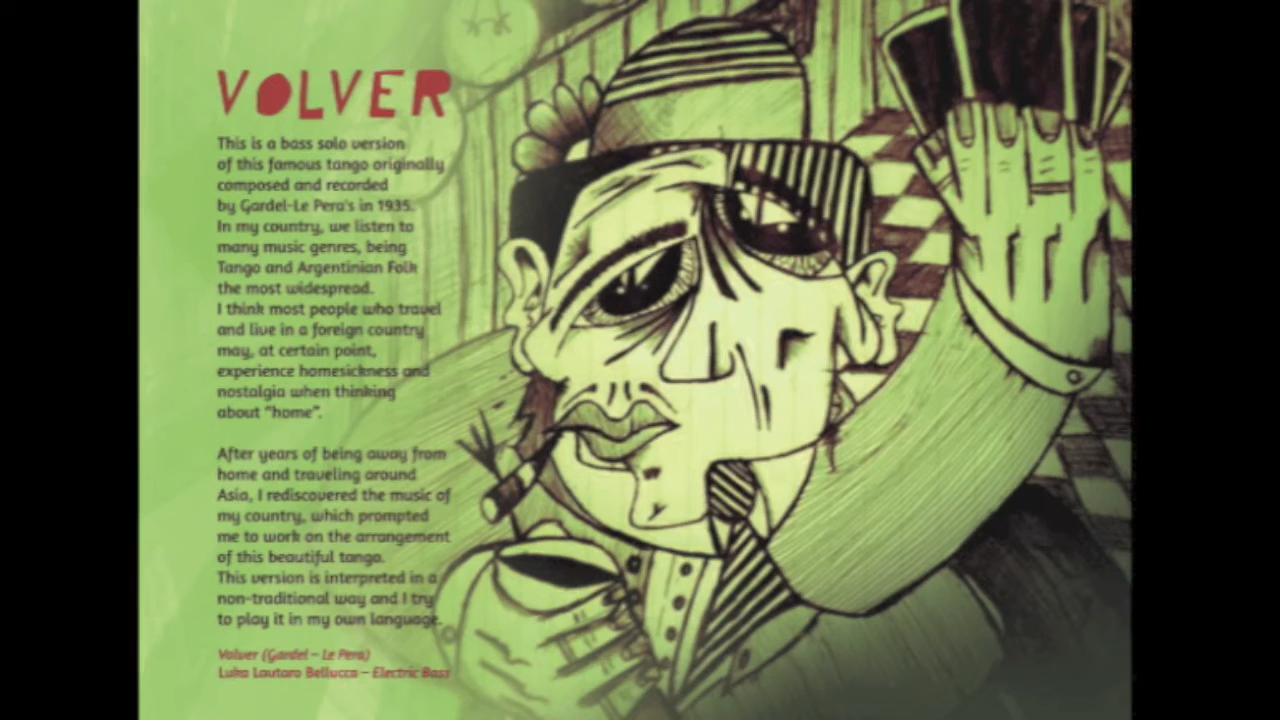 VOLVER
This is a bass solo version
of this famous tango originally
composed and recorded
by Gardel-Le Pera's in 1935.
In my country, we listen to
many music genres, being
Tango and Argentinian Folk
the most widespread.
I think most people who travel
and live in a foreign country
may, at certain point,
experience homesickness and
nostalgia when thinking
about "home".
After years of being away from
home and traveling around
Asia, I rediscovered the music of
my country, which prompted
me to work on the arrangement
of this beautiful tango.
This version is interpreted in a
non-traditional way and I try
to play it in my own language.
Volver (Gardel – Le Pera)
Luka Lautaro Bellucca – Electric Bass